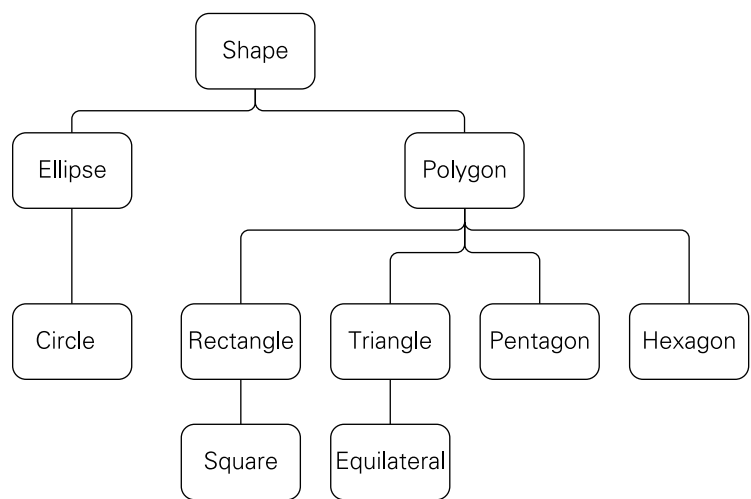 Shape
Ellipse
Polygon
Circle
Rectangle
Triangle
Pentagon
Hexagon
Square
Equilateral